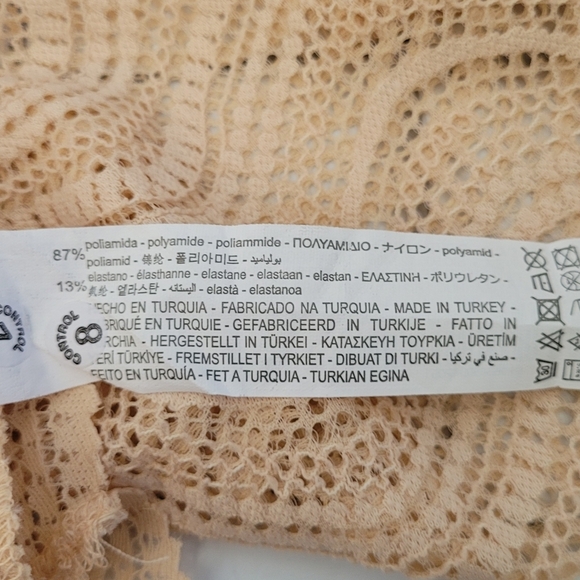 87% poliamida - polyamide - poliammide - ΠΟΛΥΑΜΙΔΙΟ - ナイロン - polyamid -
poliamid - 锦纶 - 폴리아미드 - بولياميد
elastano - élasthanne - elastane - elastaan - elastan - ΕΛΑΣΤΙΝΗ - ポリウレタン -
13% 氨纶 - 엘라스탄 - اليستانه - elastà - elastanoa
HECHO EN TURQUIA - FABRICADO NA TURQUIA - MADE IN TURKEY -
BRIQUÉ EN TURQUIE - GEFABRICEERD IN TURKIJE - FATTO IN
RCHIA - HERGESTELLT IN TÜRKEI - ΚΑΤΑΣΚΕΥΗ ΤΟΥΡΚΙΑ - ÜRETİM
ERİ TÜRKİYE - FREMSTILLET I TYRKIET - DIBUAT DI TURKI - صنع في تركيا -
FEITO EN TURQUÍA - FET A TURQUIA - TURKIAN EGINA
CONTROL 8
CONTROL